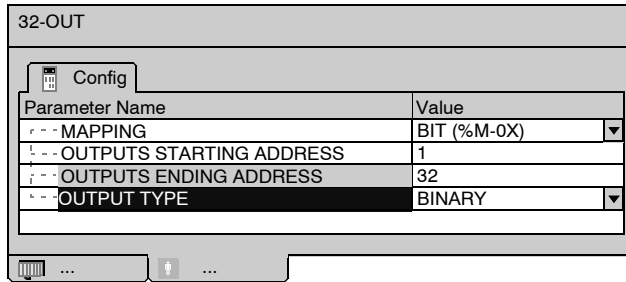 32-OUT
Config
Parameter Name Value
MAPPING BIT (%M-0X)
OUTPUTS STARTING ADDRESS 1
OUTPUTS ENDING ADDRESS 32
OUTPUT TYPE BINARY
... ...